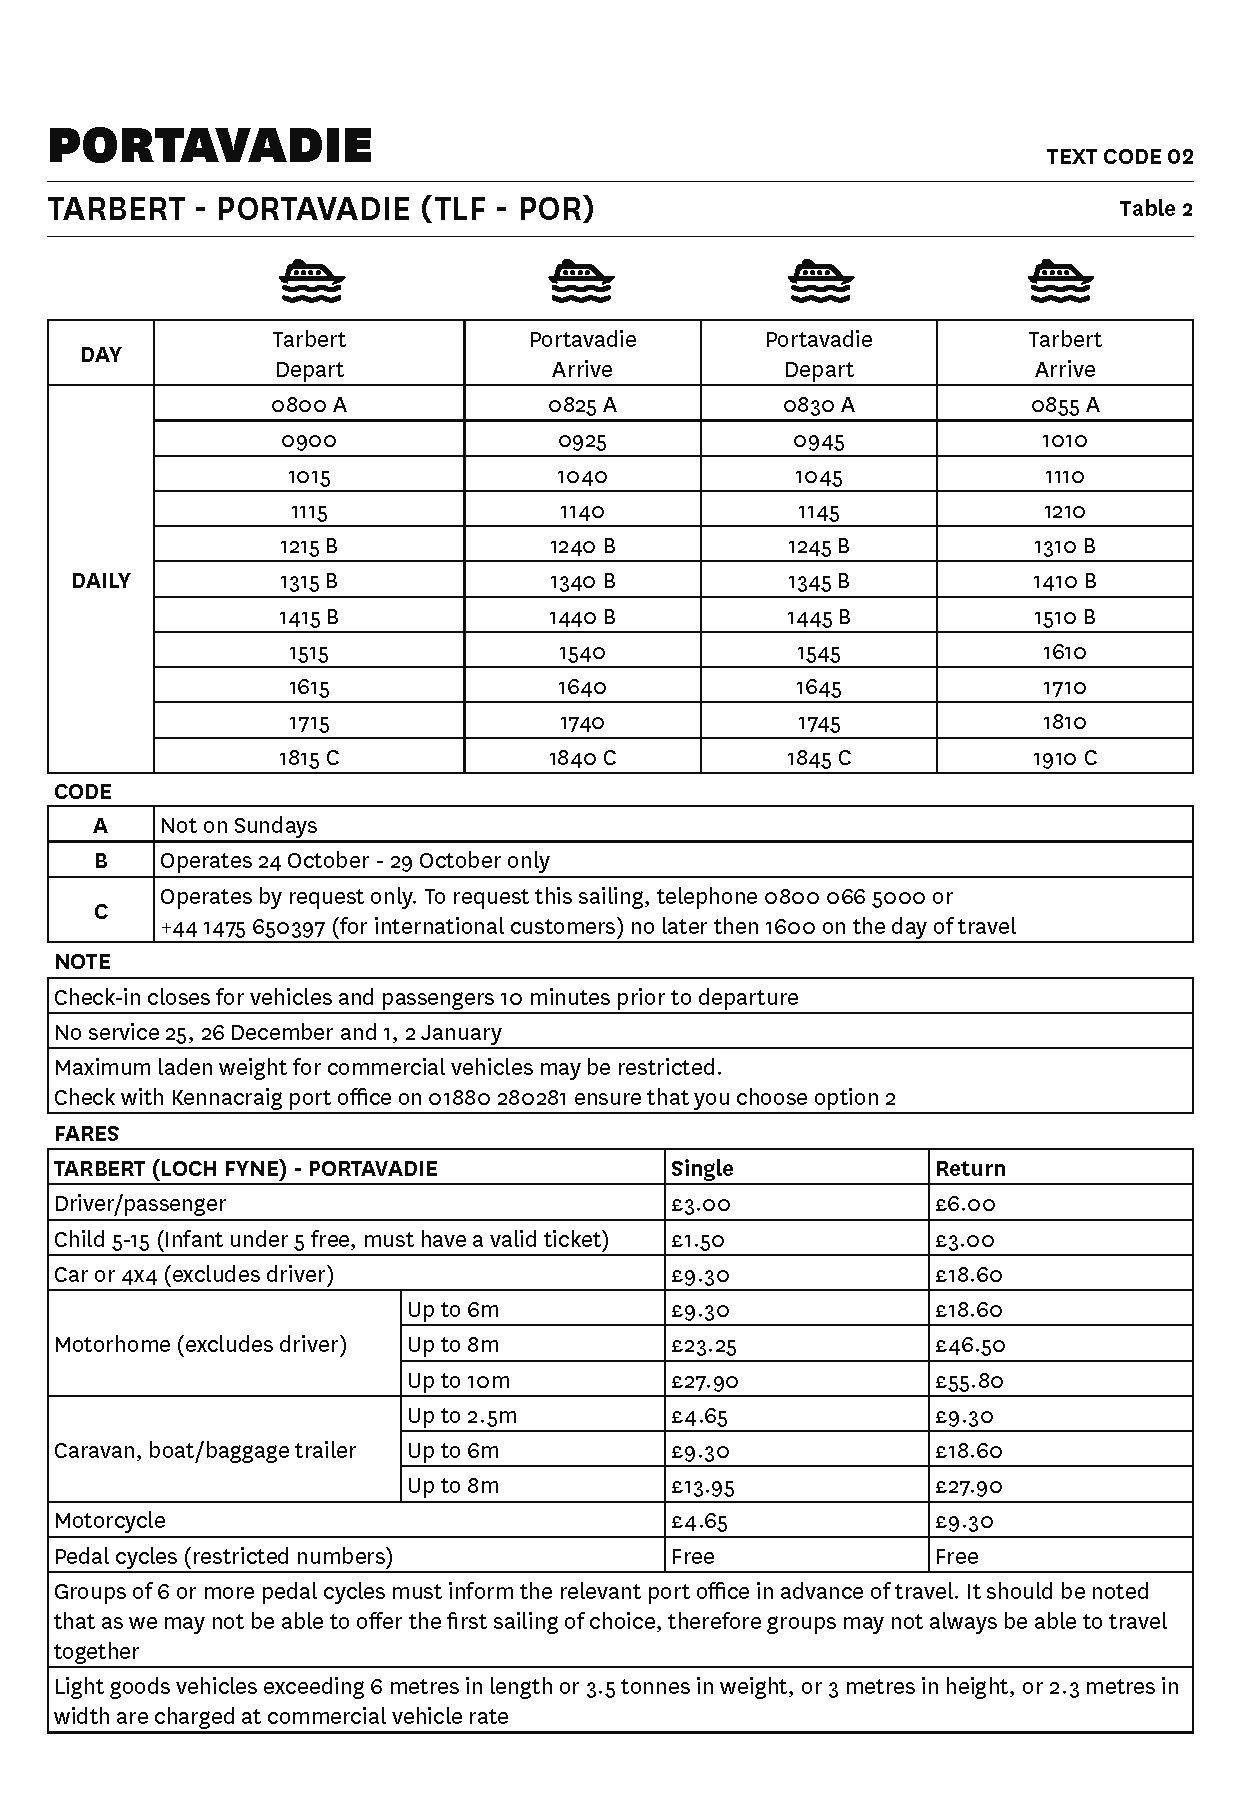 PORTAVADIE
TEXT CODE 02
TARBERT - PORTAVADIE (TLF - POR)
Table 2
DAY
Tarbert Depart
Portavadie Arrive
Portavadie Depart
Tarbert Arrive
DAILY
0800 A 0825 A 0830 A 0855 A
0900 0925 0945 1010
1015 1040 1045 1110
1115 1140 1145 1210
1215 B 1240 B 1245 B 1310 B
1315 B 1340 B 1345 B 1410 B
1415 B 1440 B 1445 B 1510 B
1515 1540 1545 1610
1615 1640 1645 1710
1715 1740 1745 1810
1815 C 1840 C 1845 C 1910 C
CODE
A Not on Sundays
B Operates 24 October - 29 October only
C Operates by request only. To request this sailing, telephone 0800 066 5000 or
+44 1475 650397 (for international customers) no later then 1600 on the day of travel
NOTE
Check-in closes for vehicles and passengers 10 minutes prior to departure
No service 25, 26 December and 1, 2 January
Maximum laden weight for commercial vehicles may be restricted.
Check with Kennacraig port office on 01880 280281 ensure that you choose option 2
FARES
TARBERT (LOCH FYNE) - PORTAVADIE Single Return
Driver/passenger £3.00 £6.00
Child 5-15 (Infant under 5 free, must have a valid ticket) £1.50 £3.00
Car or 4x4 (excludes driver) £9.30 £18.60
Motorhome (excludes driver)
Up to 6m £9.30 £18.60
Up to 8m £23.25 £46.50
Up to 10m £27.90 £55.80
Caravan, boat/baggage trailer
Up to 2.5m £4.65 £9.30
Up to 6m £9.30 £18.60
Up to 8m £13.95 £27.90
Motorcycle £4.65 £9.30
Pedal cycles (restricted numbers) Free Free
Groups of 6 or more pedal cycles must inform the relevant port office in advance of travel. It should be noted
that as we may not be able to offer the first sailing of choice, therefore groups may not always be able to travel
together
Light goods vehicles exceeding 6 metres in length or 3.5 tonnes in weight, or 3 metres in height, or 2.3 metres in
width are charged at commercial vehicle rate